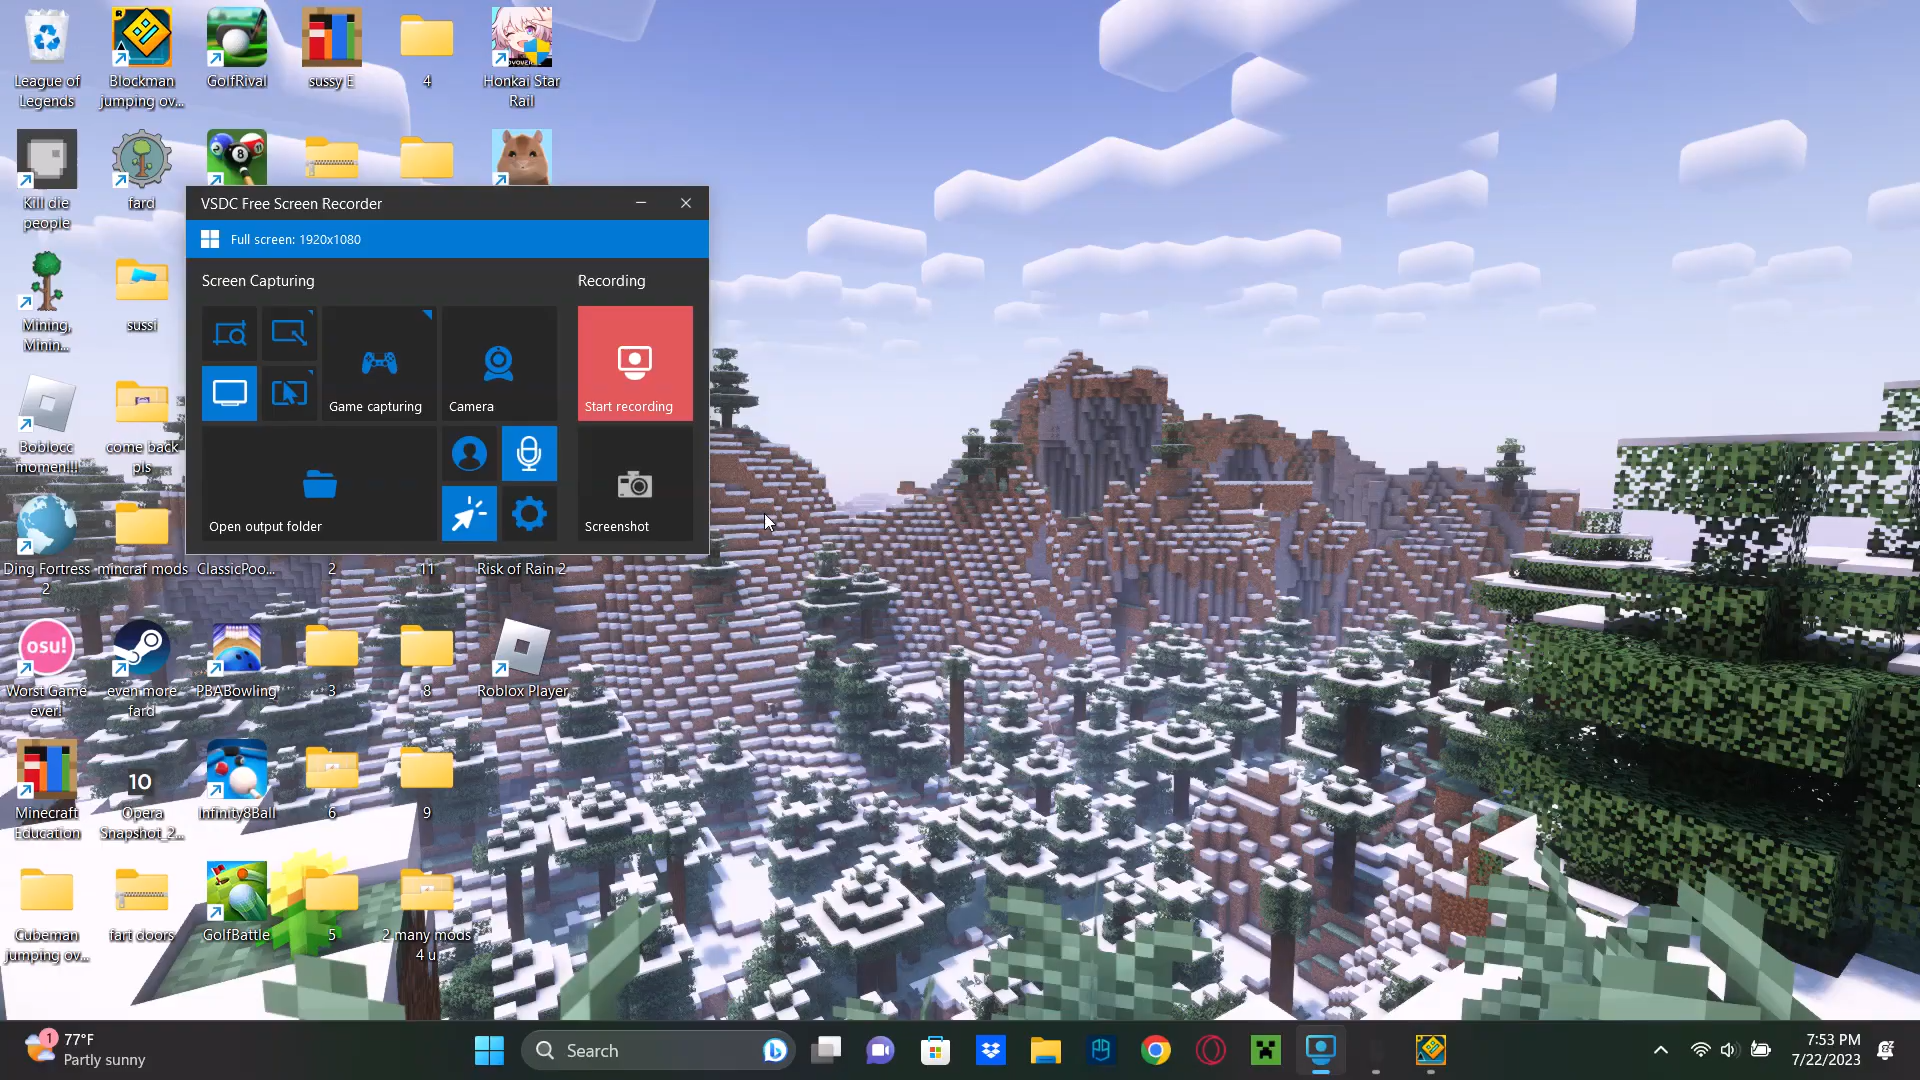 League of
Legends
Blockman
jumping ov...
GolfRival
sussy E
4
Honkai Star
Rail
Kill die
people
fard
VSDC Free Screen Recorder
Full screen: 1920x1080
Screen Capturing
Recording
Game capturing
Camera
Start recording
Open output folder
Screenshot
Mining,
Minin...
sussi
Boblocc
momen!!!
come back
pls
Ding Fortress
2
mincraf mods
ClassicPoo...
2
11
Risk of Rain 2
osu!
Worst Game
ever!
even more
fard
PBABowling
3
8
Roblox Player
Minecraft
Education
10
Opera
Snapshot_2...
Infinity8Ball
6
9
Cubeman
jumping ov...
fart doors
GolfBattle
5
2 many mods
4 u
1
77°F
Partly sunny
Search
7:53 PM
7/22/2023